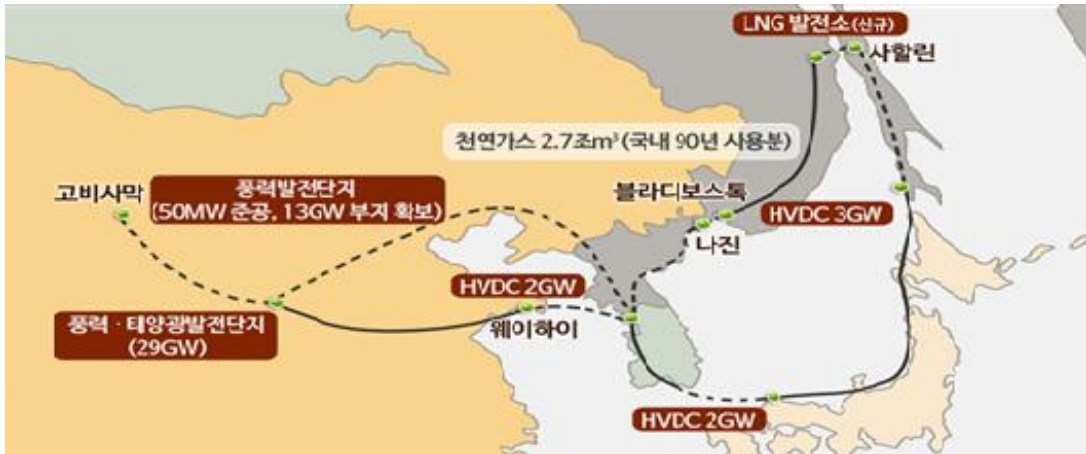 LNG 발전소(신규)
사할린
천연가스 2.7조m³(국내 90년 사용분)
고비사막
풍력발전단지
(50MW 준공, 13GW 부지 확보)
블라디보스톡
HVDC 3GW
나진
HVDC 2GW
웨이하이
풍력·태양광발전단지
(29GW)
HVDC 2GW